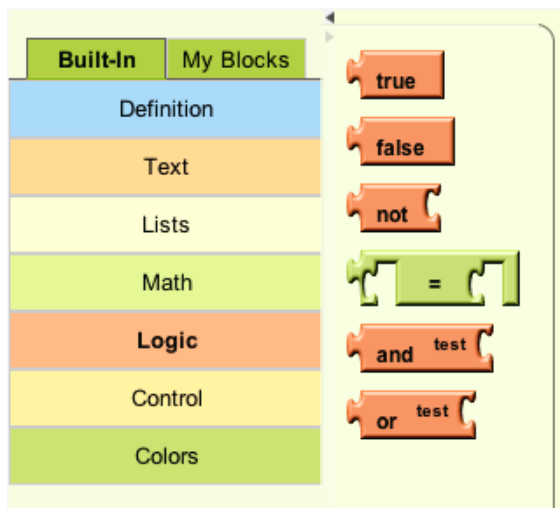 Built-In My Blocks
Definition
Text
Lists
Math
Logic
Control
Colors
true
false
not
=
and test
or test